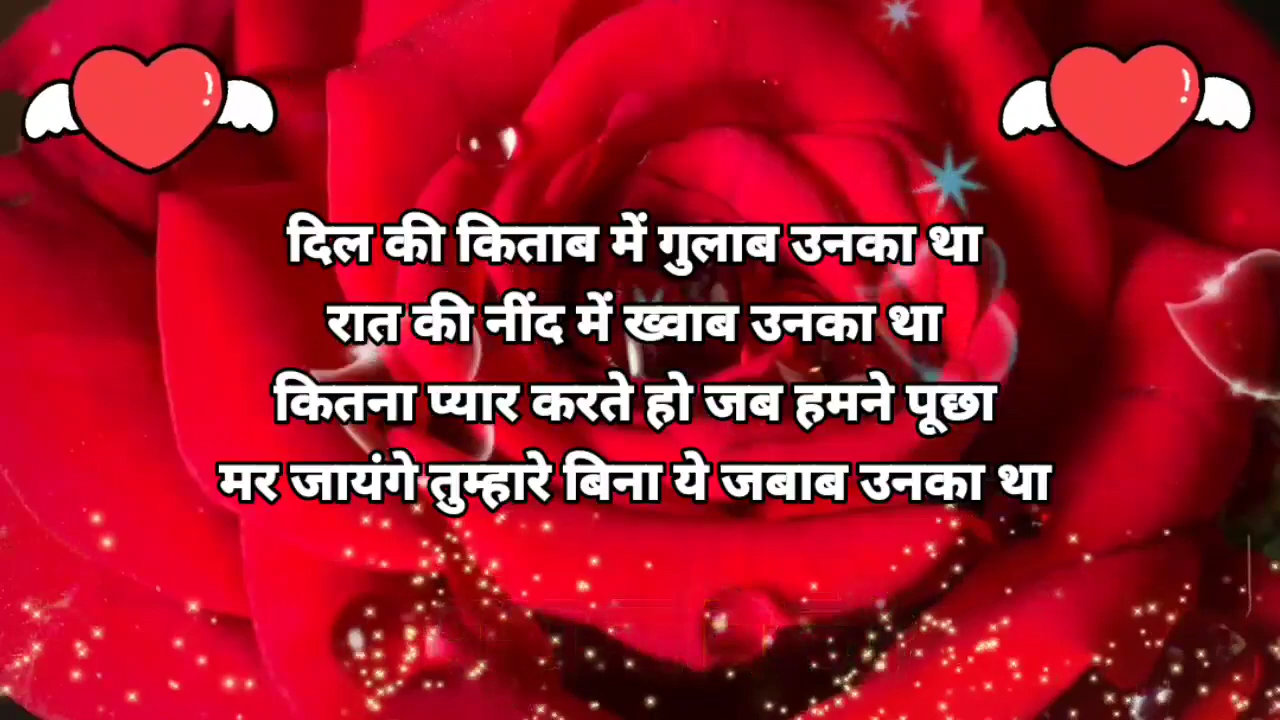 दिल की किताब में गुलाब उनका था
रात की नींद में ख्वाब उनका था
कितना प्यार करते हो जब हमने पूछा
मर जायंगे तुम्हारे बिना ये जबाब उनका था